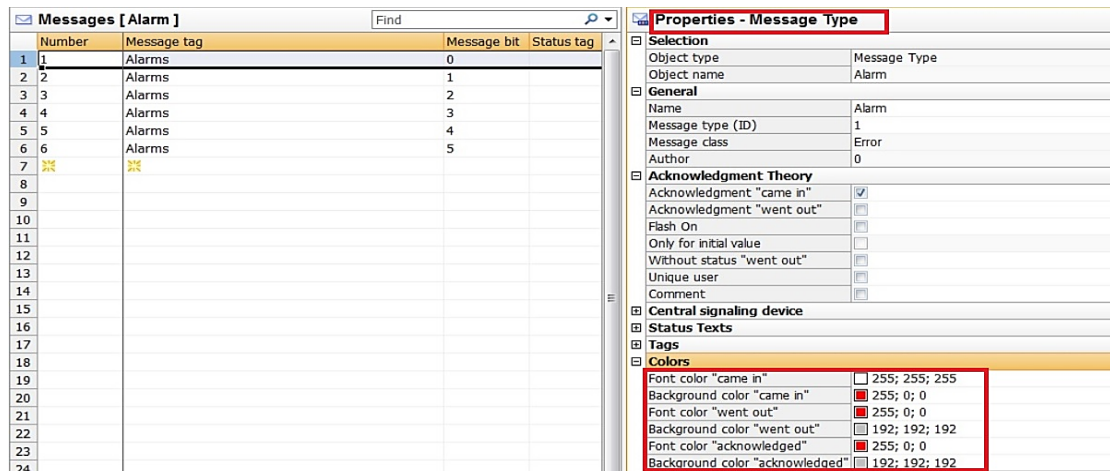 Messages [ Alarm ]
Find
Number Message tag Message bit Status tag
1 1 Alarms 0
2 2 Alarms 1
3 3 Alarms 2
4 4 Alarms 3
5 5 Alarms 4
6 6 Alarms 5
7
8
9
10
11
12
13
14
15
16
17
18
19
20
21
22
23
24
Properties - Message Type
Selection
Object type Message Type
Object name Alarm
General
Name Alarm
Message type (ID) 1
Message class Error
Author 0
Acknowledgment Theory
Acknowledgment "came in"
Acknowledgment "went out"
Flash On
Only for initial value
Without status "went out"
Unique user
Comment
Central signaling device
Status Texts
Tags
Colors
Font color "came in" 255; 255; 255
Background color "came in" 255; 0; 0
Font color "went out" 255; 0; 0
Background color "went out" 192; 192; 192
Font color "acknowledged" 255; 0; 0
Background color "acknowledged" 192; 192; 192